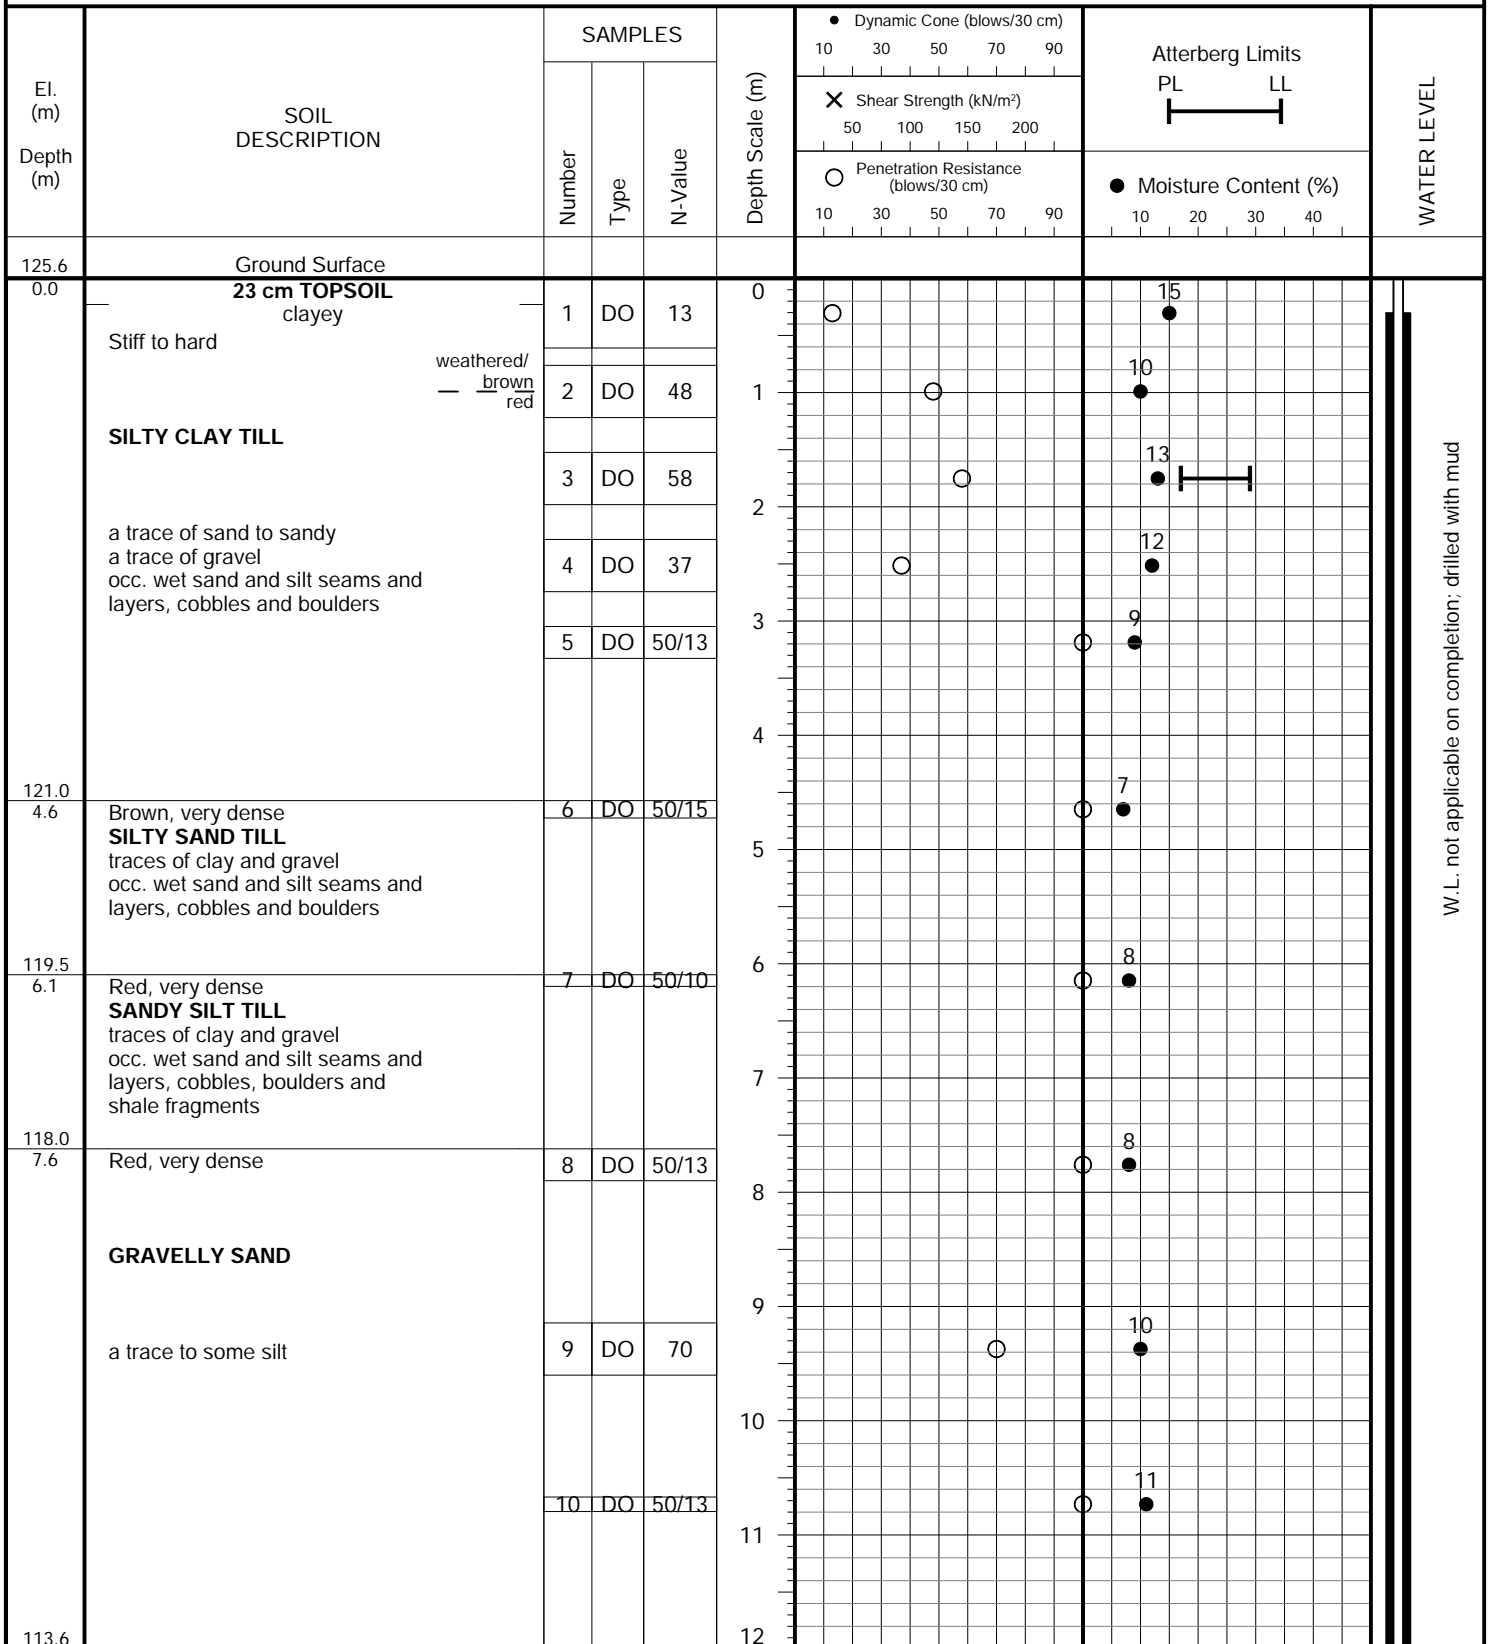 El.
(m)
Depth
(m)
SOIL
DESCRIPTION
SAMPLES
Number
Type
N-Value
Depth Scale (m)
Dynamic Cone (blows/30 cm)
10 30 50 70 90
Shear Strength (kN/m²)
50 100 150 200
Penetration Resistance
(blows/30 cm)
10 30 50 70 90
Atterberg Limits
PL LL
Moisture Content (%)
10 20 30 40
WATER LEVEL
125.6 Ground Surface
0.0 23 cm TOPSOIL 0 15
clayey 1 DO 13
Stiff to hard
weathered/ 10
brown
2 DO 48 1
red
SILTY CLAY TILL
13
3 DO 58
2
a trace of sand to sandy
12
a trace of gravel
4 DO 37
occ. wet sand and silt seams and
layers, cobbles and boulders
3 9
5 DO 50/13
4
121.0 7
4.6 Brown, very dense 6 DO 50/15
SILTY SAND TILL
traces of clay and gravel 5
occ. wet sand and silt seams and
layers, cobbles and boulders
119.5 6 8
6.1 Red, very dense 7 DO 50/10
SANDY SILT TILL
traces of clay and gravel
occ. wet sand and silt seams and
layers, cobbles, boulders and 7
shale fragments
118.0 8
7.6 Red, very dense 8 DO 50/13
8
GRAVELLY SAND
9
10
a trace to some silt 9 DO 70
10
11
10 DO 50/13
11
113.6 12
W.L. not applicable on completion; drilled with mud